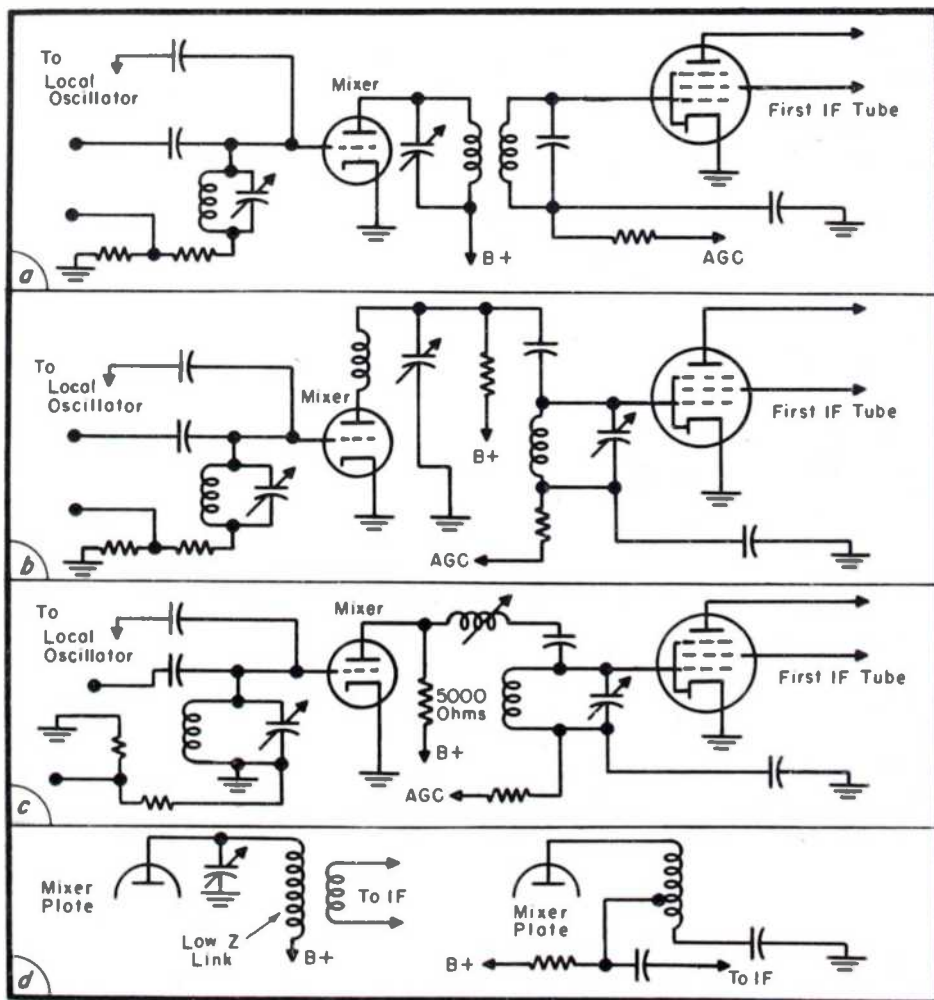 To
Local
Oscillator
Mixer
First IF Tube
B+
AGC
a
To
Local
Oscillator
Mixer
B+
First IF Tube
AGC
b
To
Local
Oscillator
Mixer
5000
Ohms
B+
First IF Tube
AGC
c
Mixer
Plate
To IF
Low Z
Link
B+
Mixer
Plate
B+
To IF
d